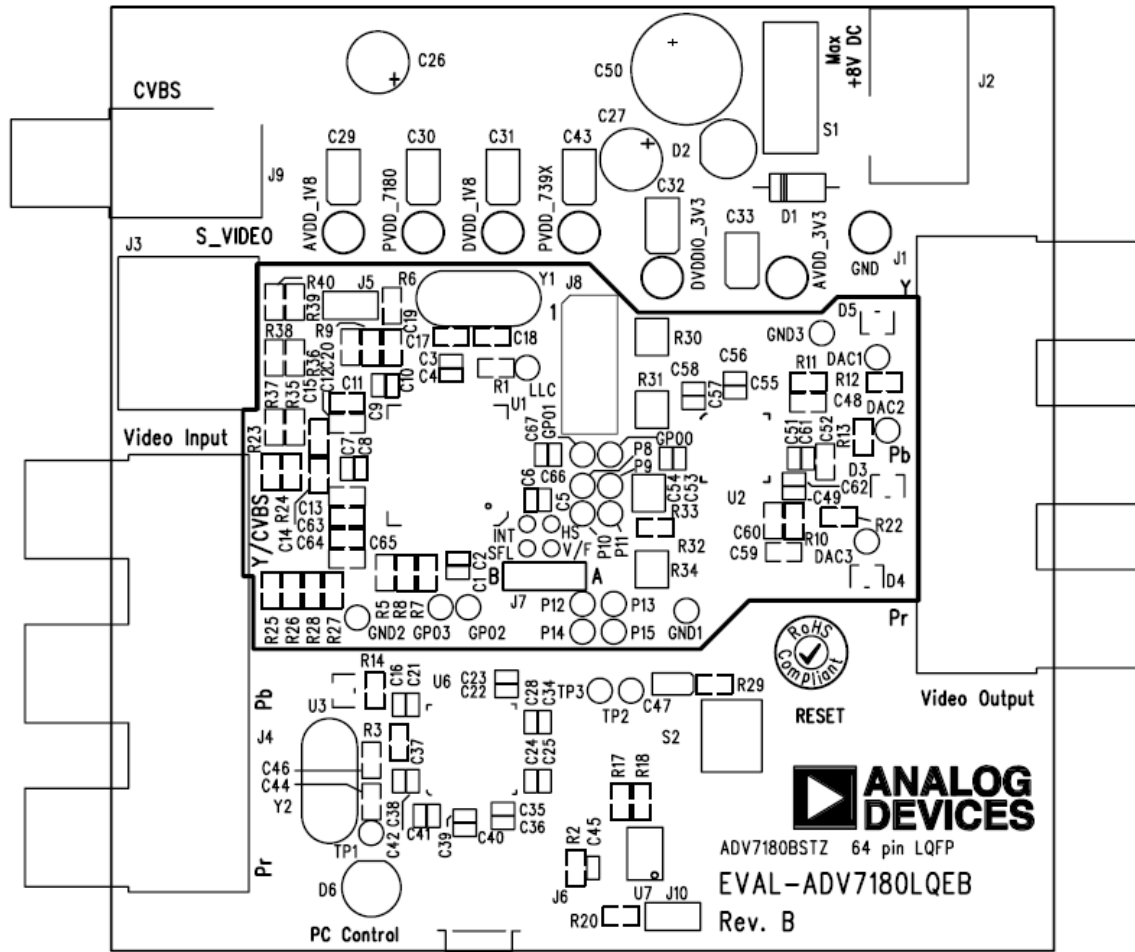 C26
CVBS
J9
C50
C27
D2
Max
+8V DC
S1
J2
C29
C30
C31
C43
C32
C33
D1
AVDD_1V8
PVDD_7180
DVDD_1V8
PVDD_739X
DVDDIO_3V3
AVDD_3V3
GND
J1
S_VIDEO
J3
Y
R40
R39
J5
R6
Y1
J8
1
D5
GND3
R38
R36
R9
C20
C19
C17
C18
R30
DAC1
R37
R35
C15
C12
C11
C10
C9
C3
C4
R1
LLC
U1
R31
C58
C57
C56
C55
R11
R12
C48
DAC2
Video Input
R23
C7
C8
C67
GPO1
C66
GPO0
P8
P9
C51
C61
C52
R13
Pb
D3
R24
C13
C63
C14
C64
C65
Y/CVBS
C6
C5
C54
C53
U2
C62
C49
R33
P10
P11
INT
HS
SFL
V/F
R32
C60
R10
R22
C59
DAC3
C2
C1
B
A
J7
R34
D4
R5
R8
R7
R25
R26
R28
R27
GND2
GPO3
GPO2
P12
P13
P14
P15
GND1
Pr
RoHS
Compliant
R14
C16
C21
U6
C23
C22
C28
C34
TP3
TP2
C47
R29
RESET
Video Output
Pb
U3
J4
R3
C37
S2
C46
C44
Y2
C24
C25
R17
R18
TP1
C42
C38
C41
C39
C40
C35
C36
R2
C45
Pr
D6
J6
U7
J10
R20
PC Control
ANALOG
DEVICES
ADV7180BSTZ 64 pin LQFP
EVAL-ADV7180LQEB
Rev. B